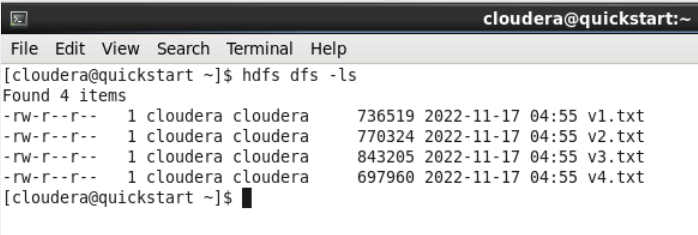 cloudera@quickstart:~
File Edit View Search Terminal Help
[cloudera@quickstart ~]$ hdfs dfs -ls
Found 4 items
-rw-r--r--   1 cloudera cloudera     736519 2022-11-17 04:55 v1.txt
-rw-r--r--   1 cloudera cloudera     770324 2022-11-17 04:55 v2.txt
-rw-r--r--   1 cloudera cloudera     843205 2022-11-17 04:55 v3.txt
-rw-r--r--   1 cloudera cloudera     697960 2022-11-17 04:55 v4.txt
[cloudera@quickstart ~]$